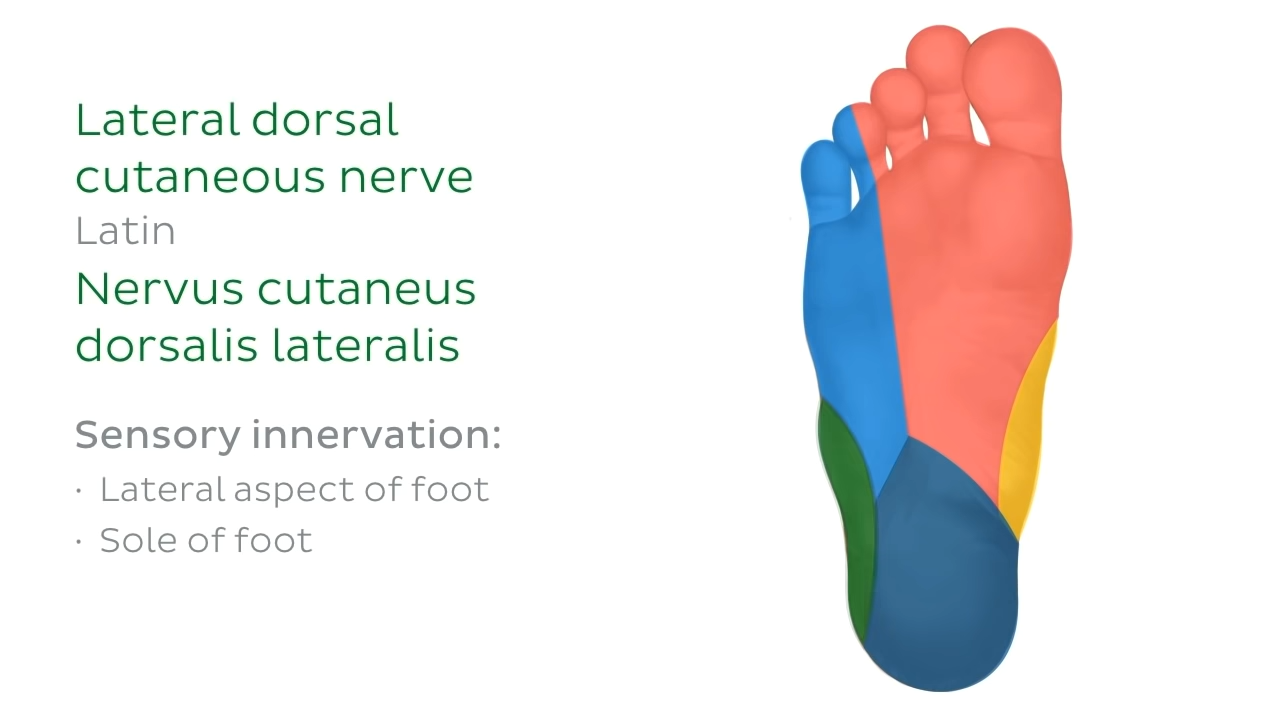 Lateral dorsal
cutaneous nerve
Latin
Nervus cutaneus
dorsalis lateralis
Sensory innervation:
· Lateral aspect of foot
· Sole of foot